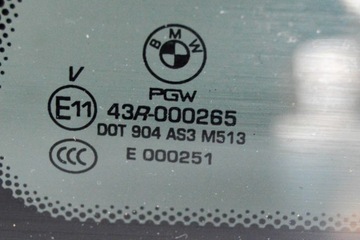 BMW
PGW
V
E11 43R-000265
DOT 904 AS3 M513
CCC E 000251